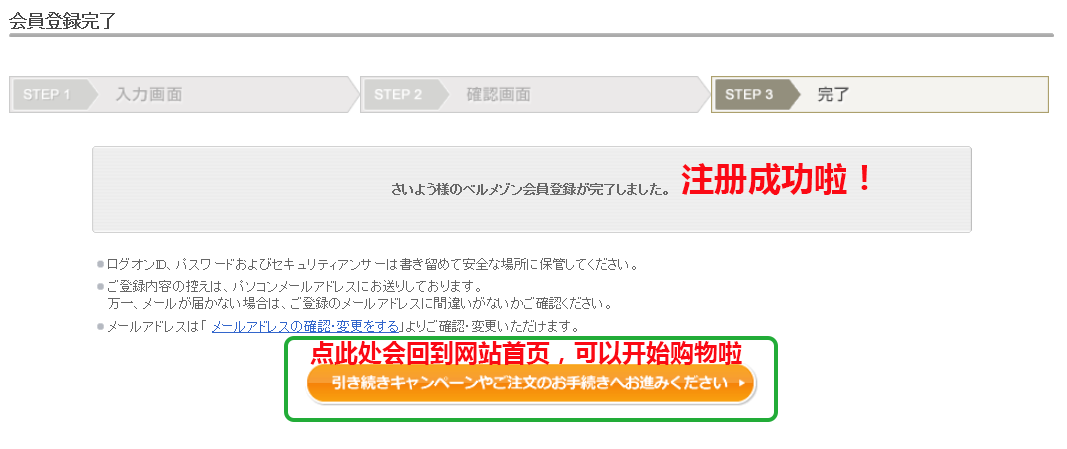 会員登録完了
STEP 1 入力画面 STEP 2 確認画面 STEP 3 完了
さいよう様のベルメゾン会員登録が完了しました。 注册成功啦！
ログオンID、パスワードおよびセキュリティアンサーは書き留めて安全な場所に保管してください。
ご登録内容の控えは、パソコンメールアドレスにお送りしております。
万一、メールが届かない場合は、ご登録のメールアドレスに間違いがないかご確認ください。
メールアドレスは「 メールアドレスの確認・変更をする」よりご確認・変更いただけます。
点此处会回到网站首页，可以开始购物啦
引き続きキャンペーンやご注文のお手続きへお進みください